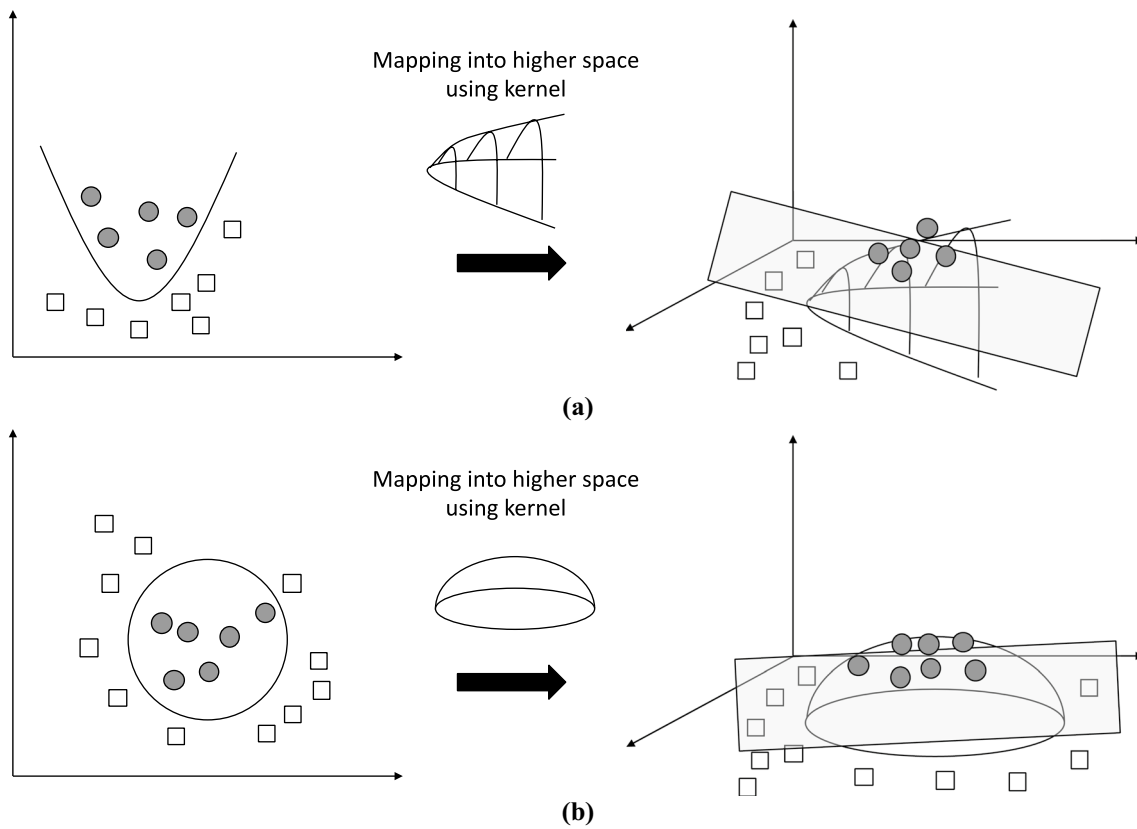 Mapping into higher space
using kernel
(a)
Mapping into higher space
using kernel
(b)